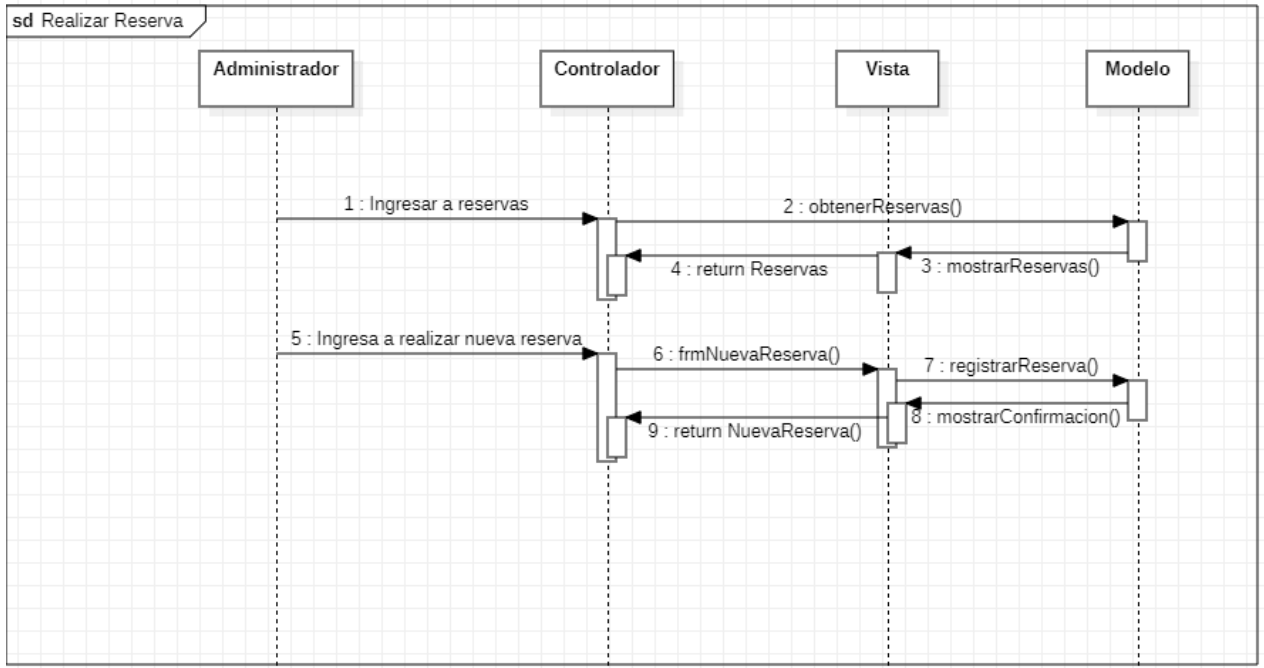 sd Realizar Reserva
Administrador
Controlador
Vista
Modelo
1 : Ingresar a reservas
2 : obtenerReservas()
3 : mostrarReservas()
4 : return Reservas
5 : Ingresa a realizar nueva reserva
6 : frmNuevaReserva()
7 : registrarReserva()
8 : mostrarConfirmacion()
9 : return NuevaReserva()